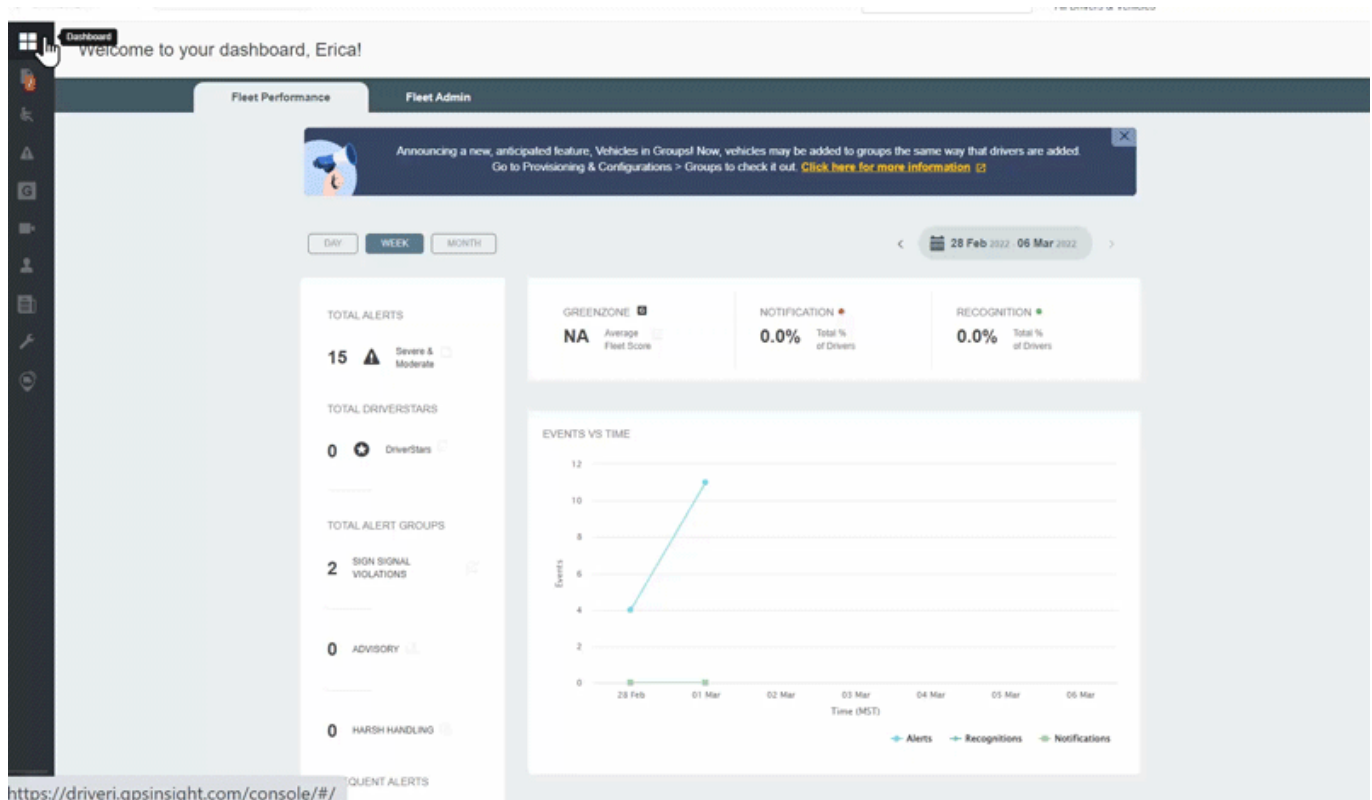 Dashboard
Welcome to your dashboard, Erica!
Fleet Performance
Fleet Admin
Announcing a new, anticipated feature, Vehicles in Groups! Now, vehicles may be added to groups the same way that drivers are added.
Go to Provisioning & Configurations > Groups to check it out. Click here for more information
DAY
WEEK
MONTH
28 Feb 2022 - 06 Mar 2022
TOTAL ALERTS
15
Severe &
Moderate
TOTAL DRIVERSTARS
0
DriverStars
TOTAL ALERT GROUPS
2
SIGN SIGNAL
VIOLATIONS
0 ADVISORY
0 HARSH HANDLING
QUENT ALERTS
GREENZONE G
NA
Average
Fleet Score
NOTIFICATION
0.0%
Total %
of Drivers
RECOGNITION
0.0%
Total %
of Drivers
EVENTS VS TIME
12
10
8
6
4
2
0
Events
28 Feb 01 Mar 02 Mar 03 Mar 04 Mar 05 Mar 06 Mar
Time (MST)
Alerts Recognitions Notifications
https://driveri.gpsinsight.com/console/#/